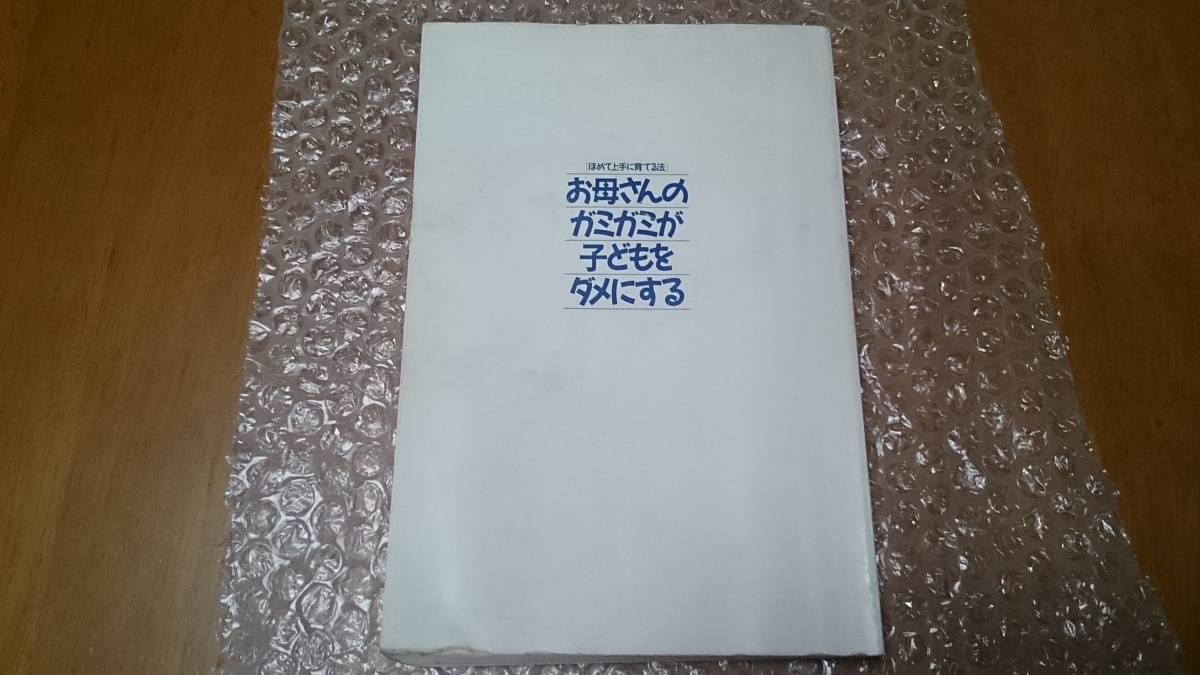 ［ほめて上手に育てる法］
お母さんの
ガミガミが
子どもを
ダメにする